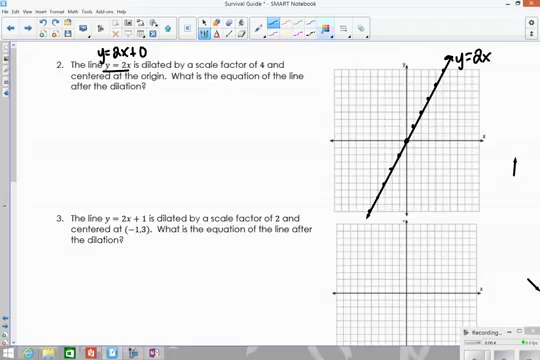 Survival Guide* - SMART Notebook
File Edit View Insert Format Math Tools Add-ons Help
y=2x+0
2. The line y = 2x is dilated by a scale factor of 4 and
centered at the origin. What is the equation of the line
after the dilation?
y
y=2x
x
3. The line y = 2x + 1 is dilated by a scale factor of 2 and
centered at (−1,3). What is the equation of the line after
the dilation?
x
Recording...